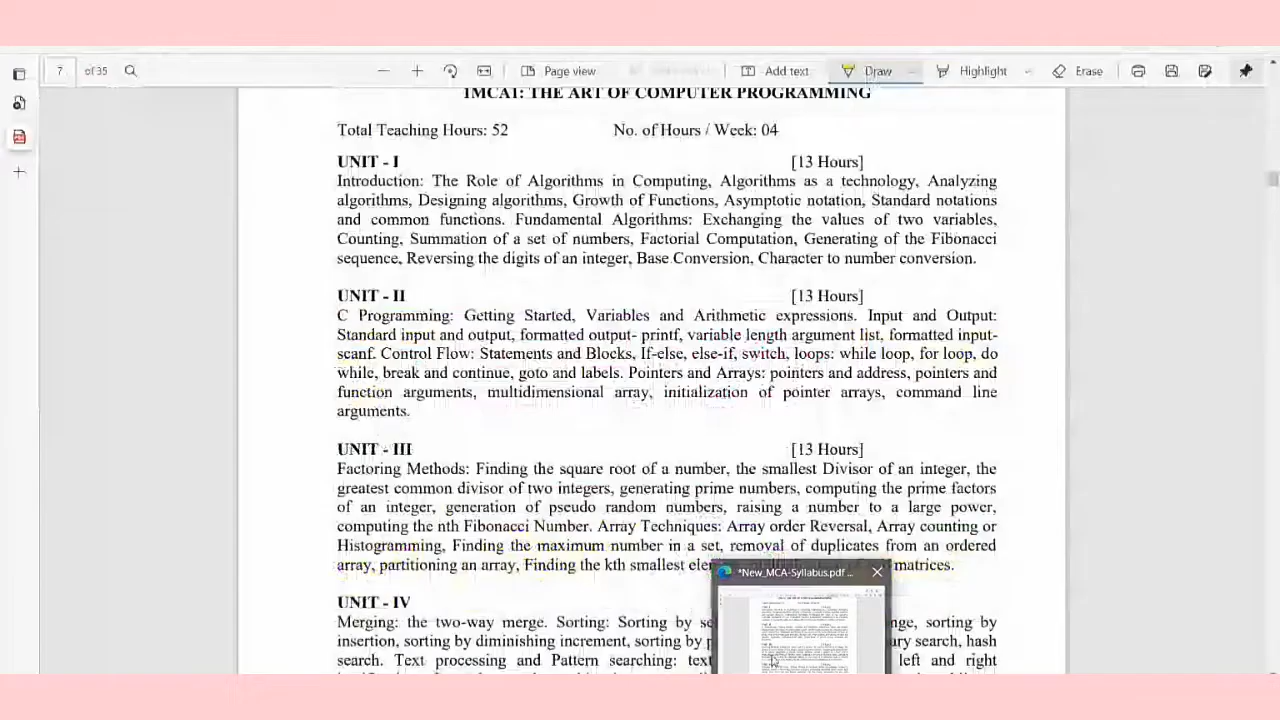 7 of 35 Page view Add text Draw Highlight Erase
1MCA1: THE ART OF COMPUTER PROGRAMMING
Total Teaching Hours: 52 No. of Hours / Week: 04
UNIT - I [13 Hours]
Introduction: The Role of Algorithms in Computing, Algorithms as a technology, Analyzing
algorithms, Designing algorithms, Growth of Functions, Asymptotic notation, Standard notations
and common functions. Fundamental Algorithms: Exchanging the values of two variables,
Counting, Summation of a set of numbers, Factorial Computation, Generating of the Fibonacci
sequence, Reversing the digits of an integer, Base Conversion, Character to number conversion.
UNIT - II [13 Hours]
C Programming: Getting Started, Variables and Arithmetic expressions. Input and Output:
Standard input and output, formatted output- printf, variable length argument list, formatted input-
scanf. Control Flow: Statements and Blocks, If-else, else-if, switch, loops: while loop, for loop, do
while, break and continue, goto and labels. Pointers and Arrays: pointers and address, pointers and
function arguments, multidimensional array, initialization of pointer arrays, command line
arguments.
UNIT - III [13 Hours]
Factoring Methods: Finding the square root of a number, the smallest Divisor of an integer, the
greatest common divisor of two integers, generating prime numbers, computing the prime factors
of an integer, generation of pseudo random numbers, raising a number to a large power,
computing the nth Fibonacci Number. Array Techniques: Array order Reversal, Array counting or
Histogramming, Finding the maximum number in a set, removal of duplicates from an ordered
array, partitioning an array, Finding the kth smallest ele matrices.
*New_MCA-Syllabus.pdf ...
UNIT - IV
Merging: the two-way Sorting by nge, sorting by
insertion, sorting by diminishing increment, sorting by p ary search, hash
search. Text processing and Pattern searching: text left and right